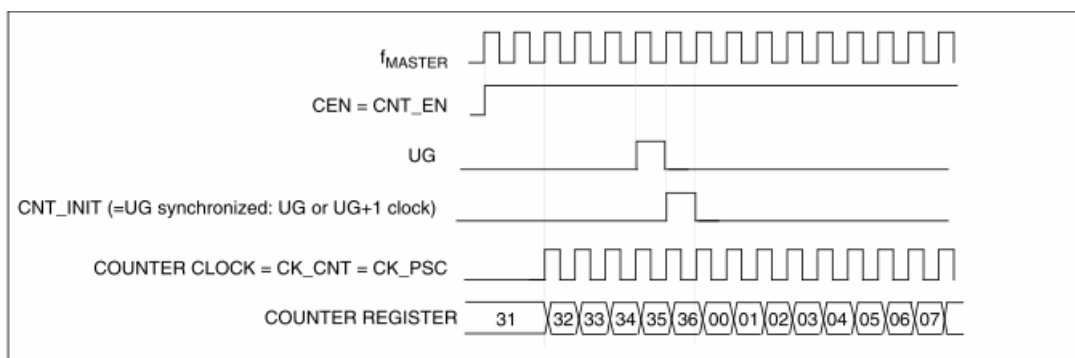 fMASTER
CEN = CNT_EN
UG
CNT_INIT (=UG synchronized: UG or UG+1 clock)
COUNTER CLOCK = CK_CNT = CK_PSC
COUNTER REGISTER 31 32 33 34 35 36 00 01 02 03 04 05 06 07